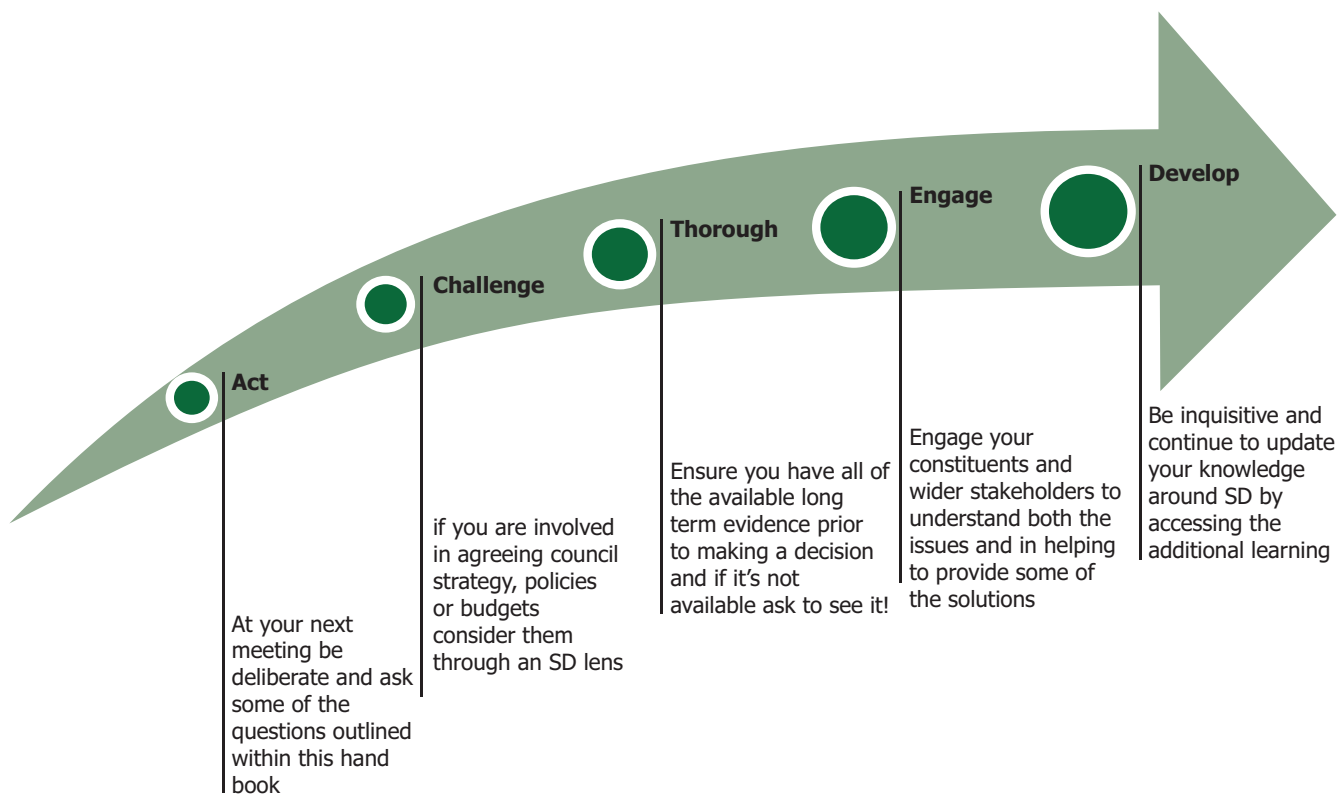 Act
At your next
meeting be
deliberate and ask
some of the
questions outlined
within this hand
book
Challenge
if you are involved
in agreeing council
strategy, policies
or budgets
consider them
through an SD lens
Thorough
Ensure you have all of
the available long
term evidence prior
to making a decision
and if it's not
available ask to see it!
Engage
Engage your
constituents and
wider stakeholders to
understand both the
issues and in helping
to provide some of
the solutions
Develop
Be inquisitive and
continue to update
your knowledge
around SD by
accessing the
additional learning